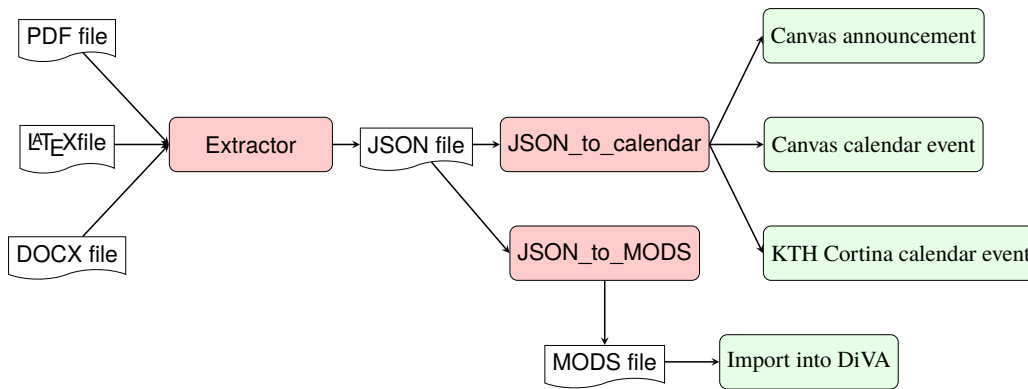 PDF file
Canvas announcement
LATEXfile
Extractor
JSON file
JSON_to_calendar
Canvas calendar event
DOCX file
JSON_to_MODS
KTH Cortina calendar event
MODS file
Import into DiVA